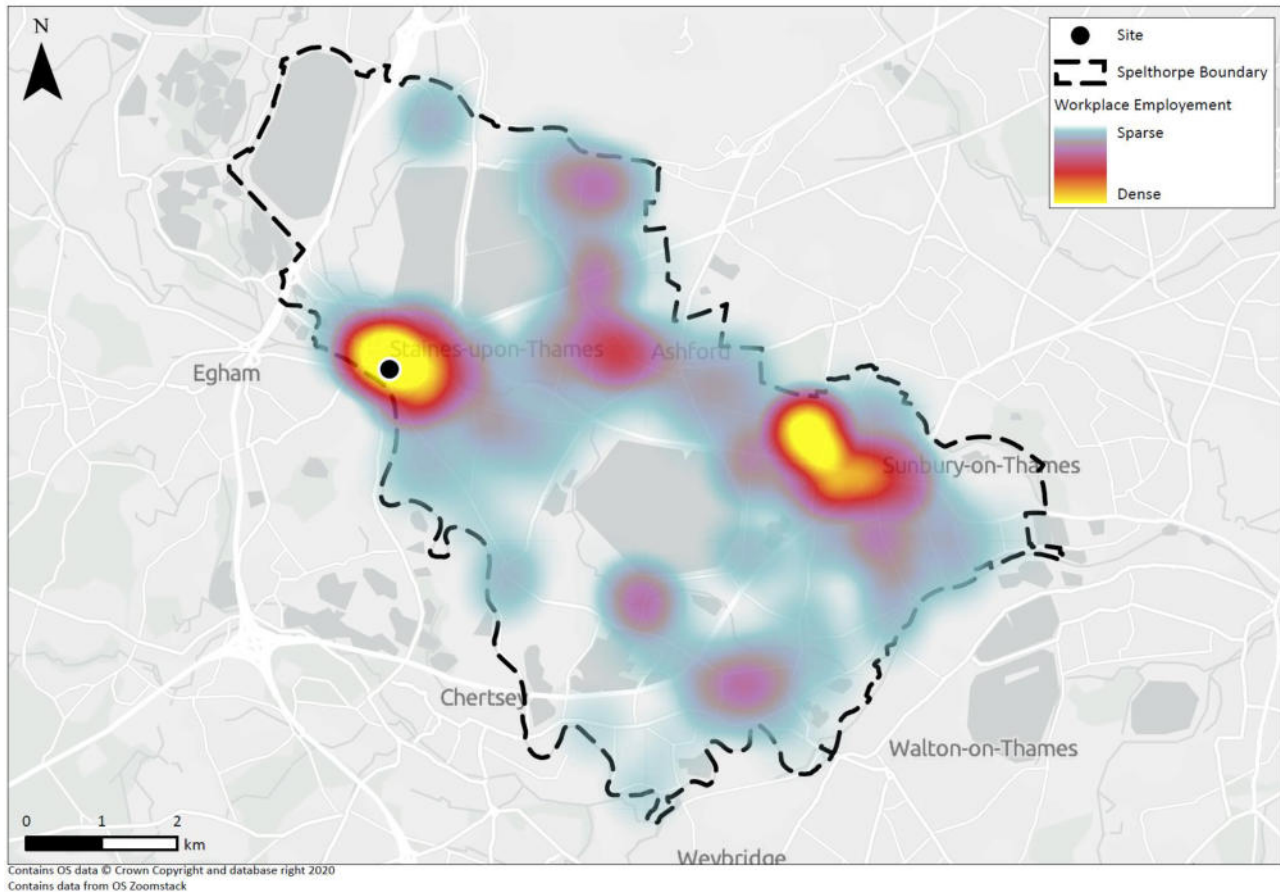 N
Site
Spelthorpe Boundary
Workplace Employement
Sparse
Dense
Staines-upon-Thames
Ashford
Egham
Sunbury-on-Thames
Chertsey
Walton-on-Thames
Weybridge
0 1 2
km
Contains OS data © Crown Copyright and database right 2020
Contains data from OS Zoomstack